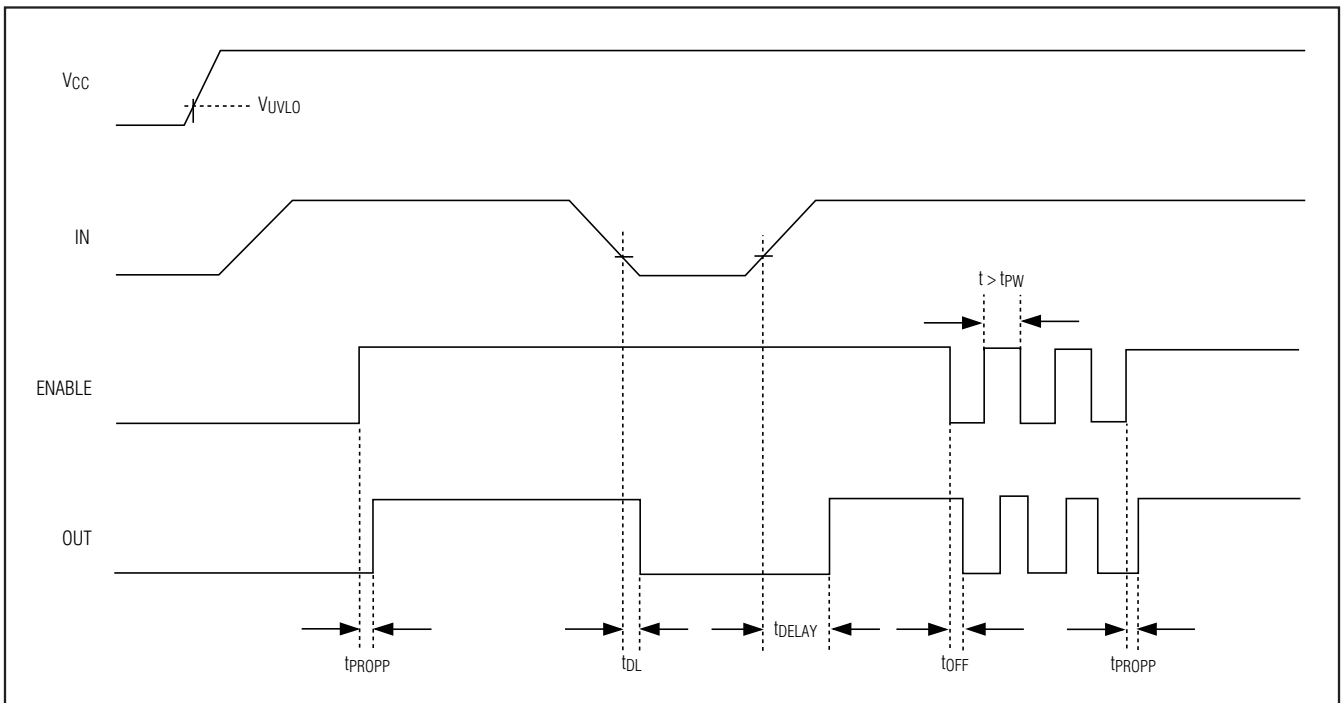 VCC
VUVLO
IN
t > tPW
ENABLE
OUT
tPROPP
tDL
tDELAY
tOFF
tPROPP